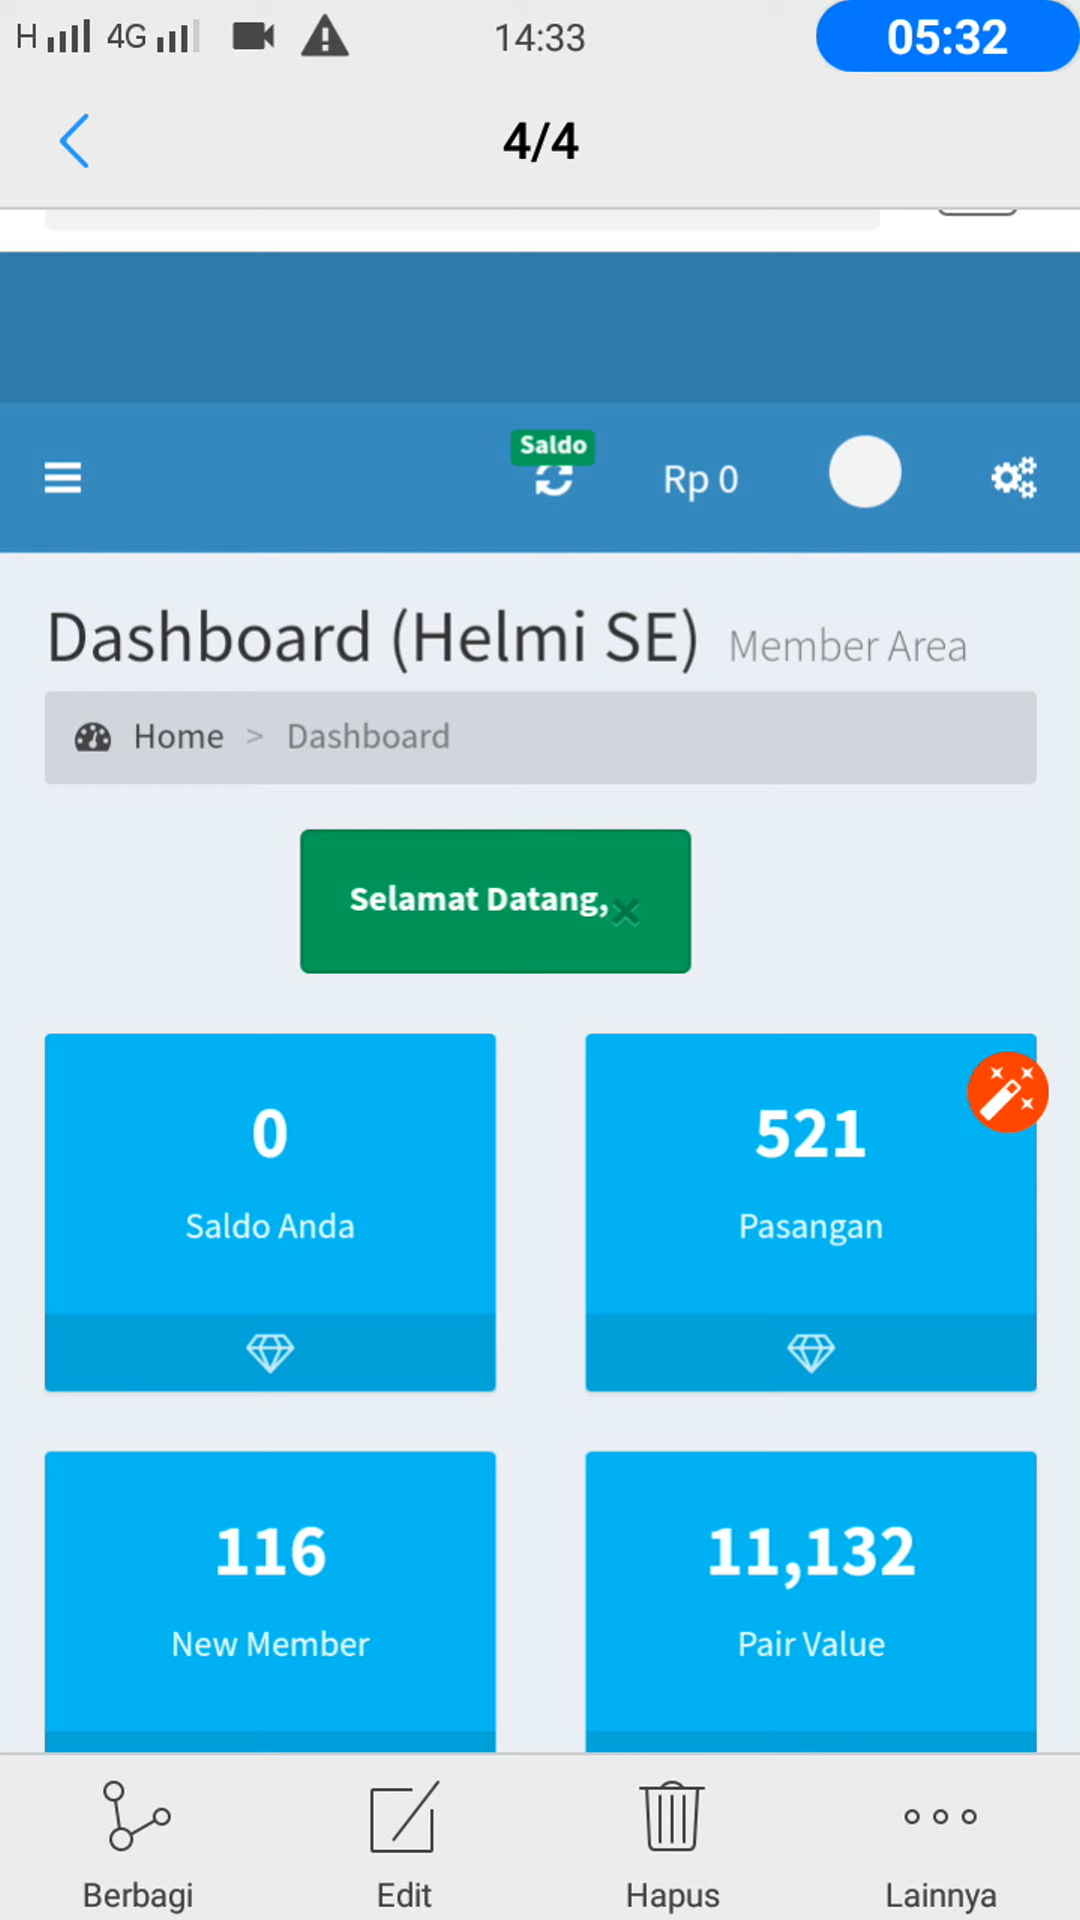 H 4G 14:33 05:32
4/4
Saldo
Rp 0
Dashboard (Helmi SE) Member Area
Home > Dashboard
Selamat Datang,
0
Saldo Anda
521
Pasangan
116
New Member
11,132
Pair Value
Berbagi Edit Hapus Lainnya